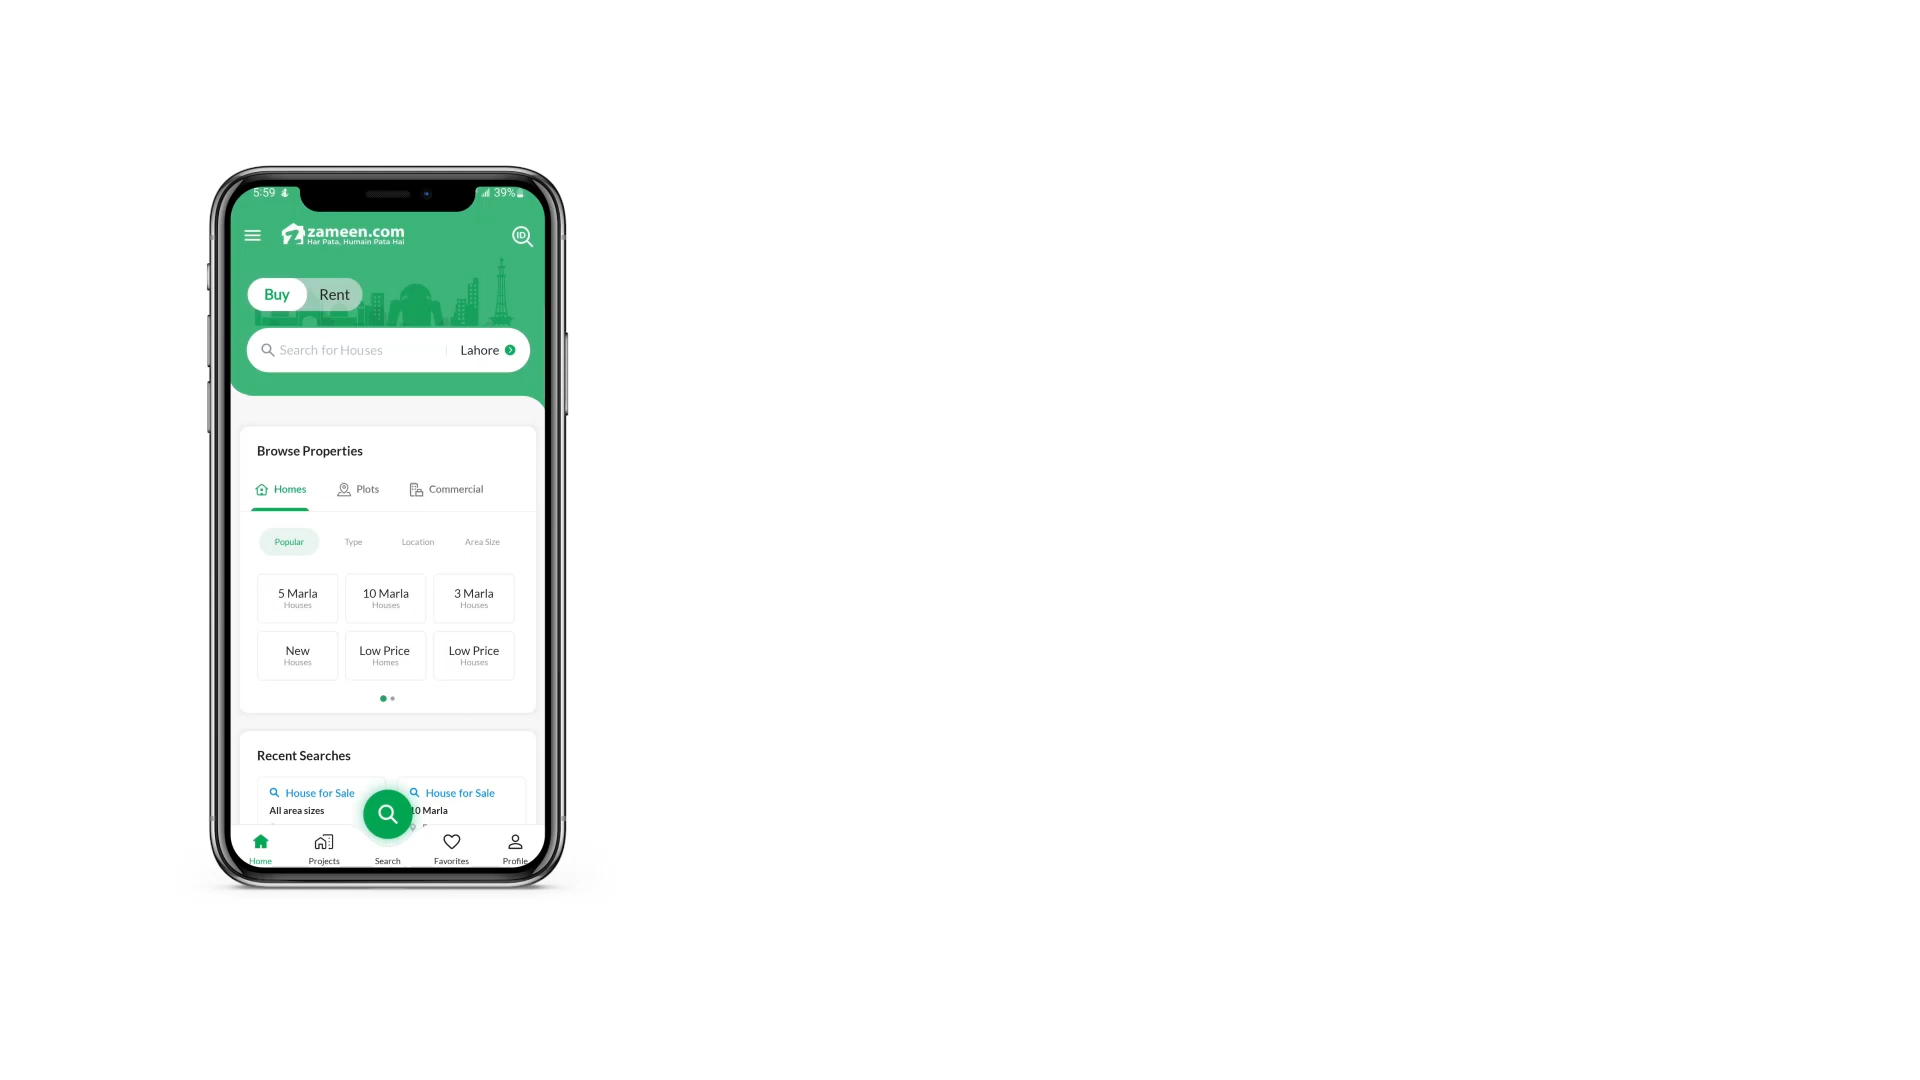 5:59
39%
zameen.com
Har Pata, Humain Pata Hai
ID
Buy Rent
Search for Houses Lahore
Browse Properties
Homes Plots Commercial
Popular Type Location Area Size
5 Marla 10 Marla 3 Marla
Houses Houses Houses
New Low Price Low Price
Houses Homes Houses
Recent Searches
House for Sale House for Sale
All area sizes 10 Marla
Home Projects Search Favorites Profile